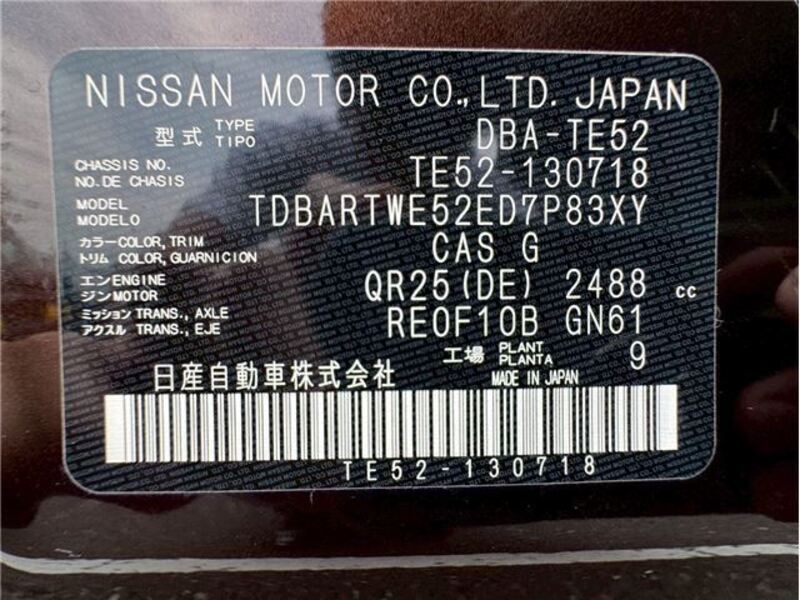 NISSAN MOTOR CO.,LTD. JAPAN
型式 TYPE TIPO DBA-TE52
CHASSIS NO. NO.DE CHASIS TE52-130718
MODEL MODELO TDBARTWE52ED7P83XY
カラー COLOR, TRIM トリム COLOR, GUARNICION CAS G
エンジン ENGINE MOTOR QR25(DE) 2488 cc
ミッション TRANS., AXLE アクスル TRANS., EJE RE0F10B GN61
工場 PLANT PLANTA 9
日産自動車株式会社 MADE IN JAPAN
TE52-130718